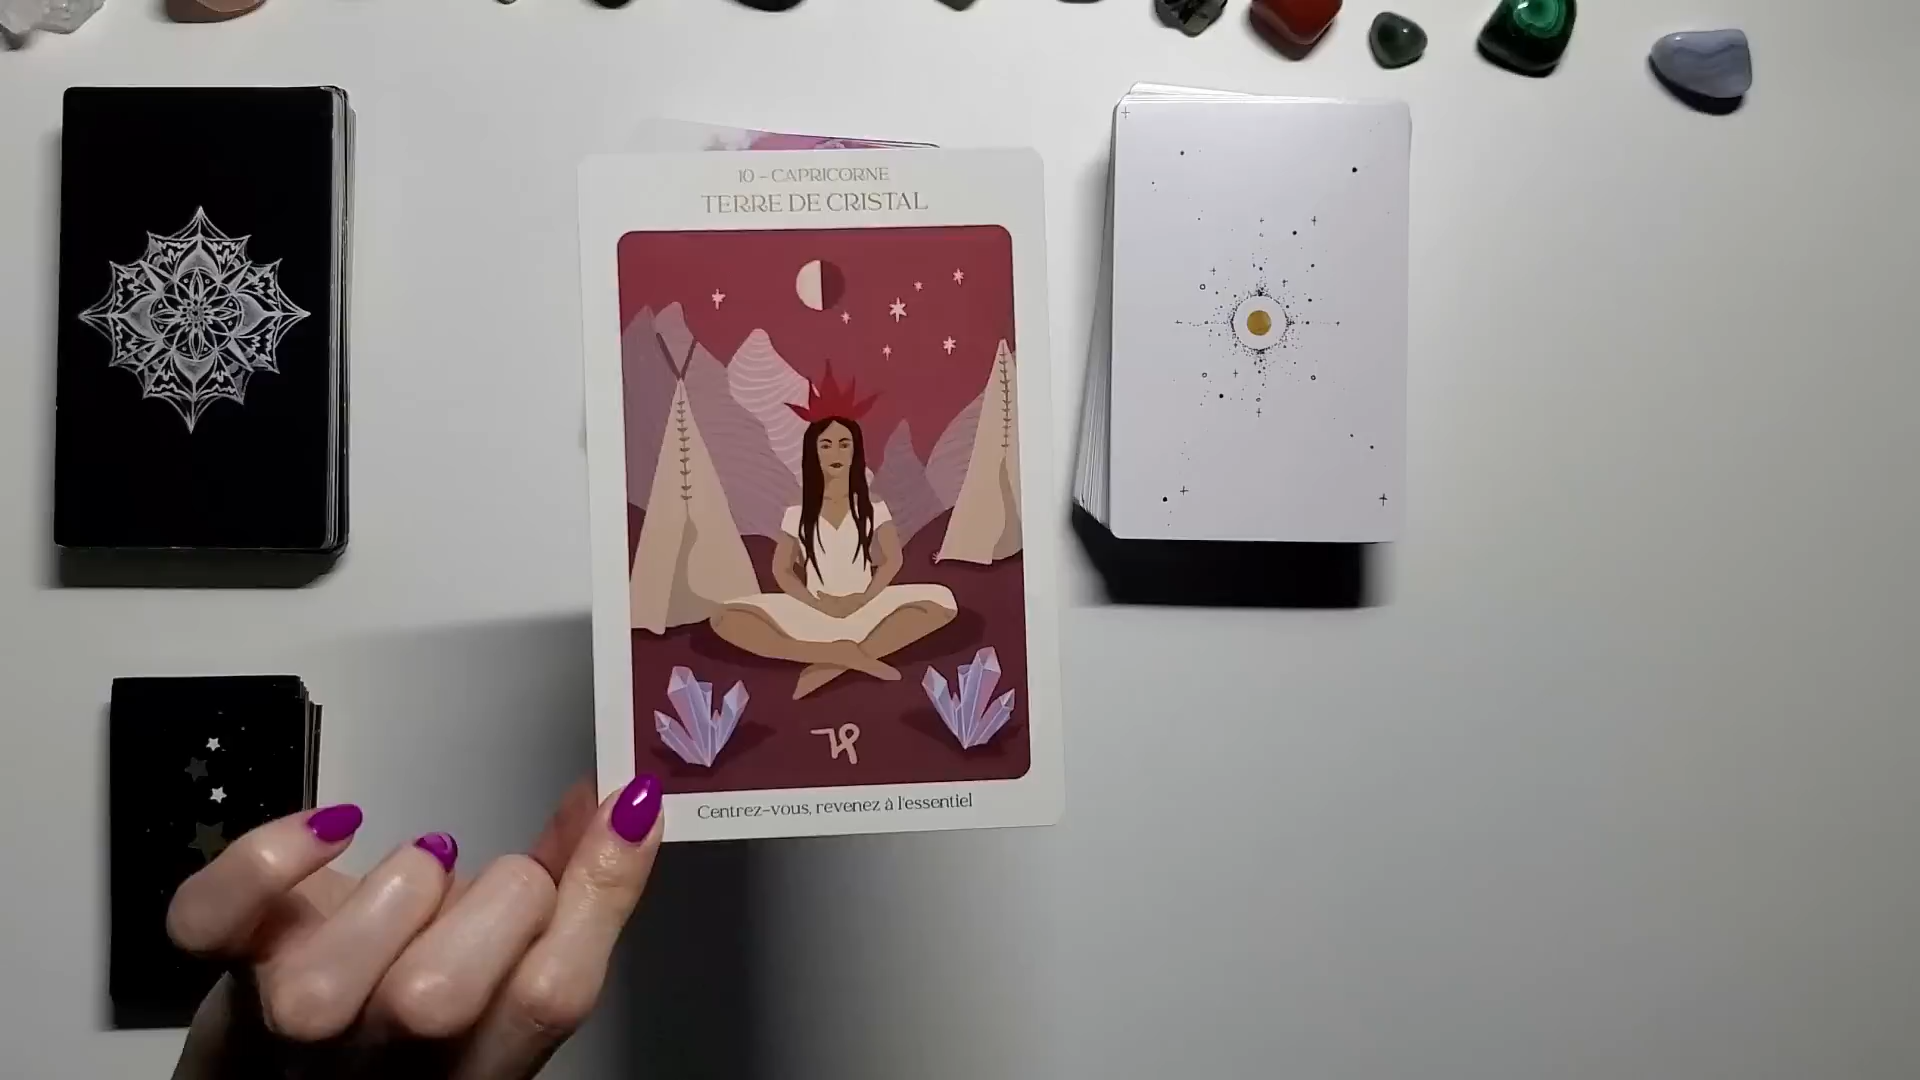 10 - CAPRICORNE
TERRE DE CRISTAL
Centrez-vous, revenez à l'essentiel